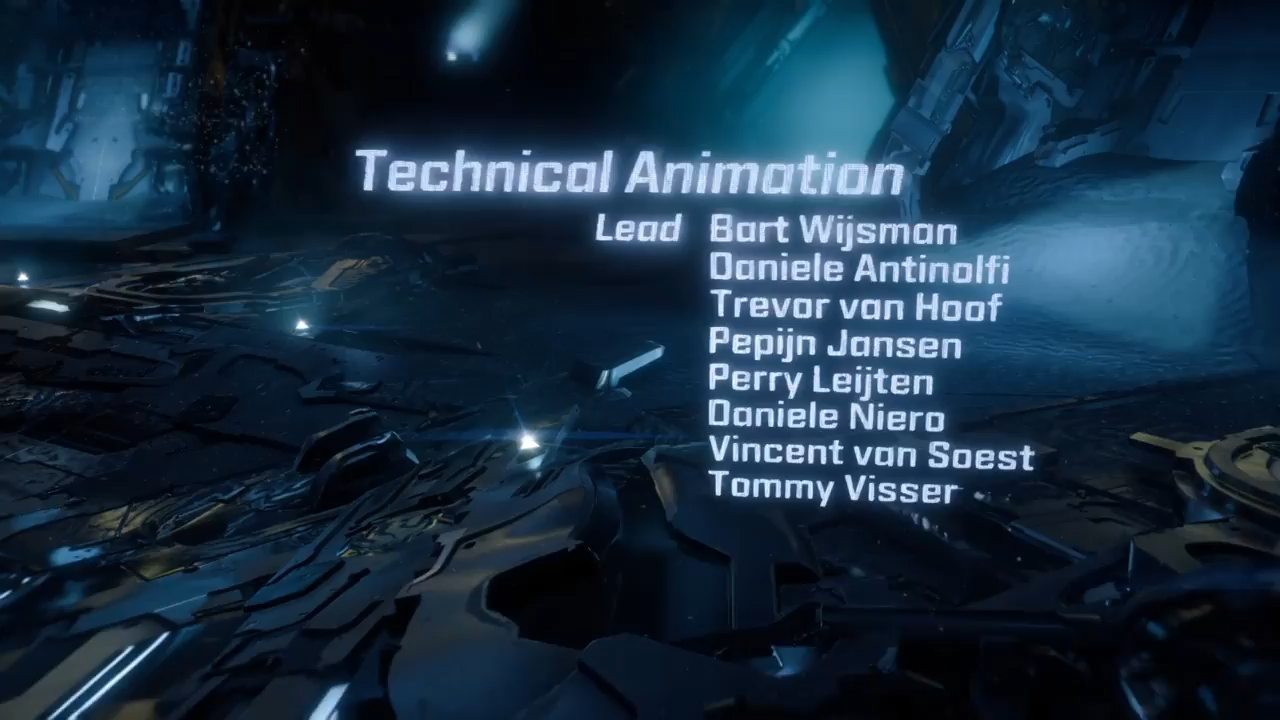 Technical Animation
Lead Bart Wijsman
Daniele Antinolfi
Trevor van Hoof
Pepijn Jansen
Perry Leijten
Daniele Niero
Vincent van Soest
Tommy Visser